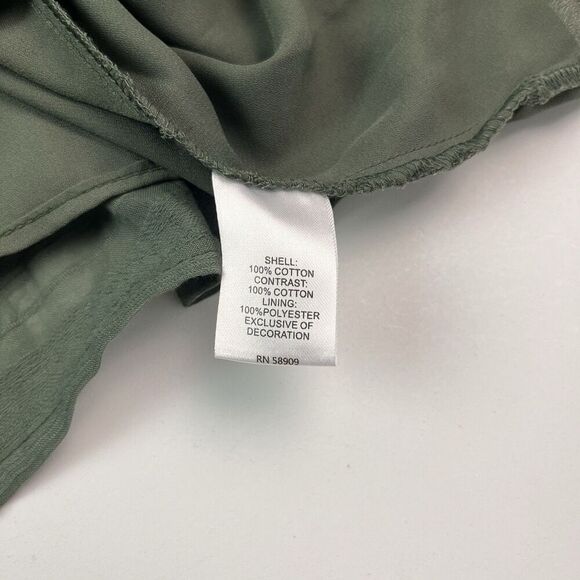 SHELL:
100% COTTON
CONTRAST:
100% COTTON
LINING:
100%POLYESTER
EXCLUSIVE OF
DECORATION
RN 58909